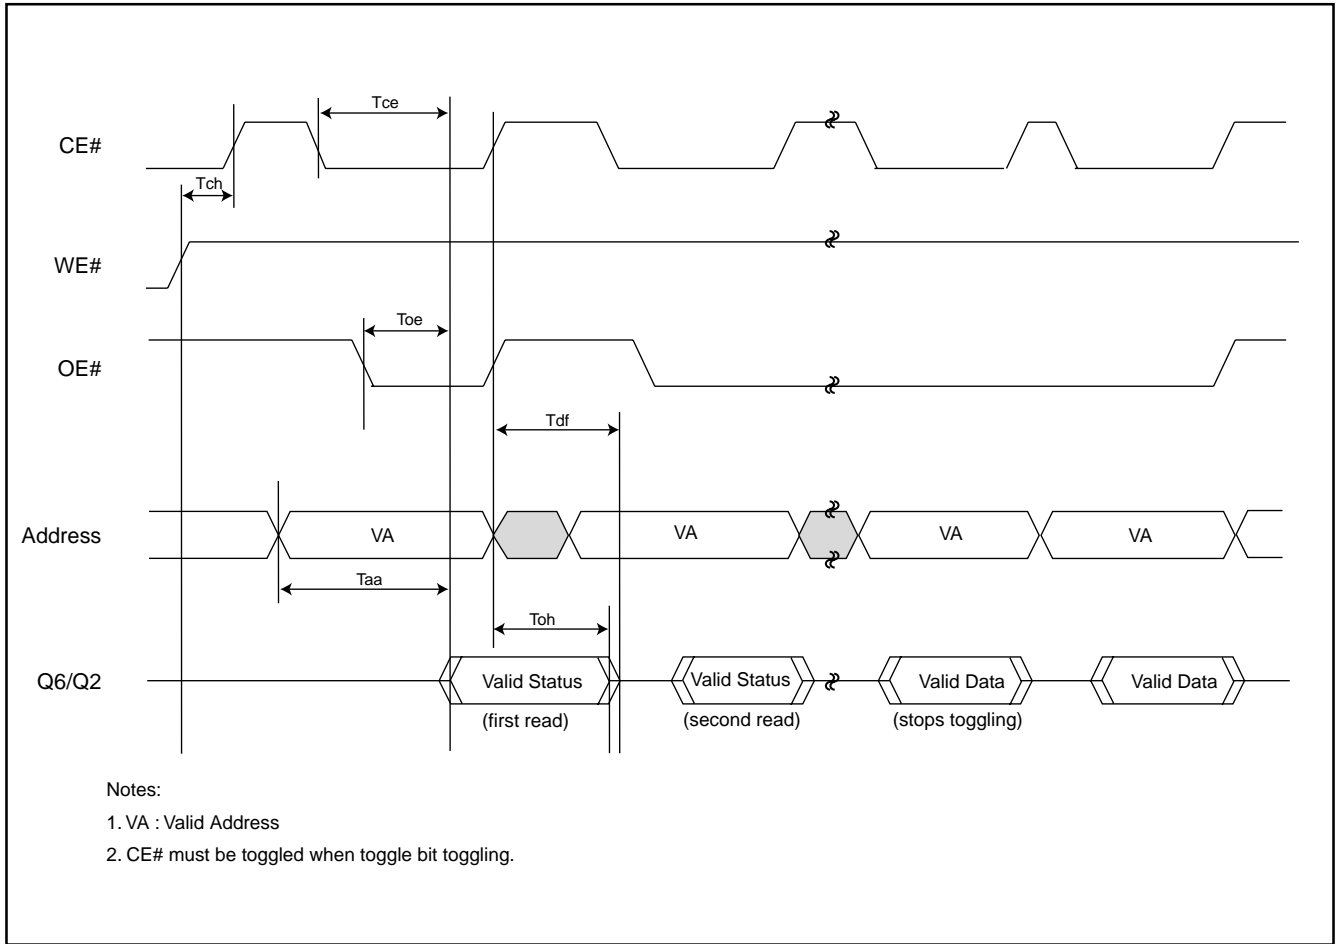 Tce
CE#
Tch
WE#
Toe
OE#
Tdf
Address
VA
VA
VA
VA
Taa
Toh
Q6/Q2
Valid Status
Valid Status
Valid Data
Valid Data
(first read)
(second read)
(stops toggling)
Notes:
1. VA : Valid Address
2. CE# must be toggled when toggle bit toggling.